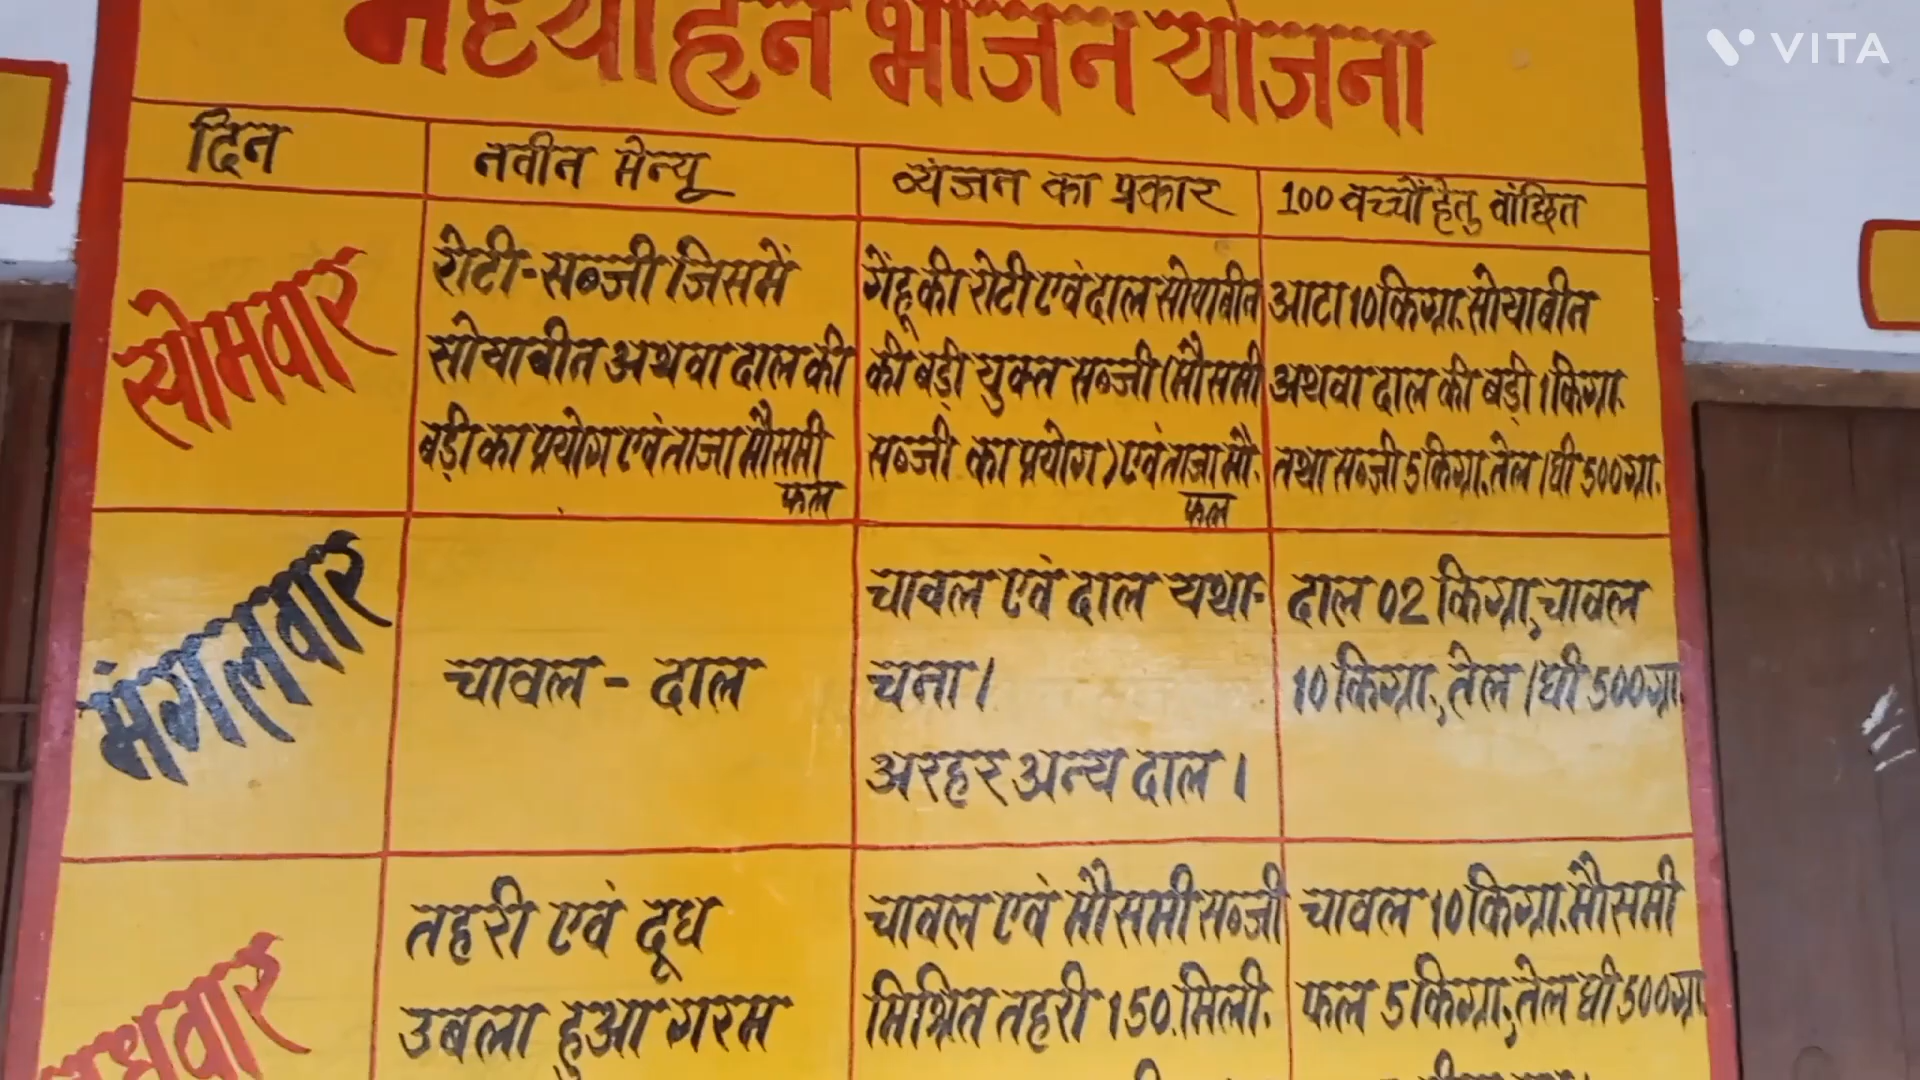 VITA
मध्याहन भोजन योजना
दिन
नवीन मेन्यू
व्यंजन का प्रकार
100 बच्चों हेतु वांछित
सोमवार
रोटी-सब्जी जिसमें
सोयाबीन अथवा दाल की
बड़ी का प्रयोग एवं ताजा मौसमी
फल
गेंहू की रोटी एवं दाल सोयाबीन
की बड़ी युक्त सब्जी (मौसमी
सब्जी का प्रयोग) एवं ताजा मौ.
फल
आटा 10 किग्रा. सोयाबीन
अथवा दाल की बड़ी 1 किग्रा.
तथा सब्जी 5 किग्रा. तेल/घी 500 ग्रा.
मंगलवार
चावल - दाल
चावल एवं दाल यथा-
चना।
अरहर अन्य दाल।
दाल 02 किग्रा, चावल
10 किग्रा., तेल/घी 500 ग्रा.
बुधवार
तहरी एवं दूध
उबला हुआ गरम
चावल एवं मौसमी सब्जी
मिश्रित तहरी 150. मिली.
चावल 10 किग्रा. मौसमी
फल 5 किग्रा., तेल घी 500 ग्रा